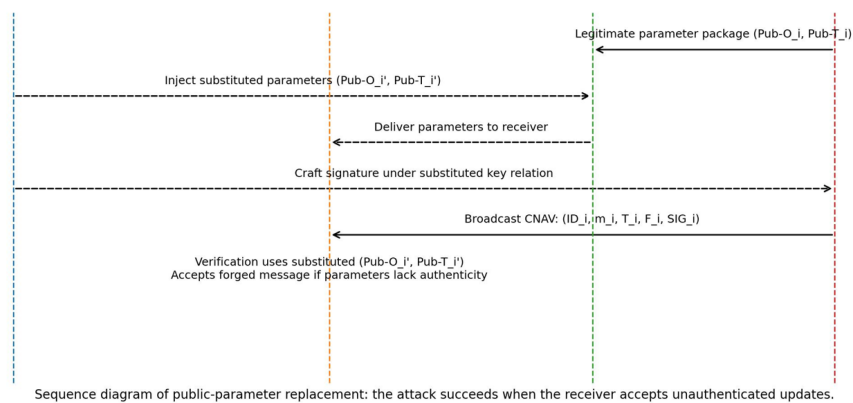 Legitimate parameter package (Pub-O_i, Pub-T_i)
Inject substituted parameters (Pub-O_i', Pub-T_i')
Deliver parameters to receiver
Craft signature under substituted key relation
Broadcast CNAV: (ID_i, m_i, T_i, F_i, SIG_i)
Verification uses substituted (Pub-O_i', Pub-T_i')
Accepts forged message if parameters lack authenticity
Sequence diagram of public-parameter replacement: the attack succeeds when the receiver accepts unauthenticated updates.